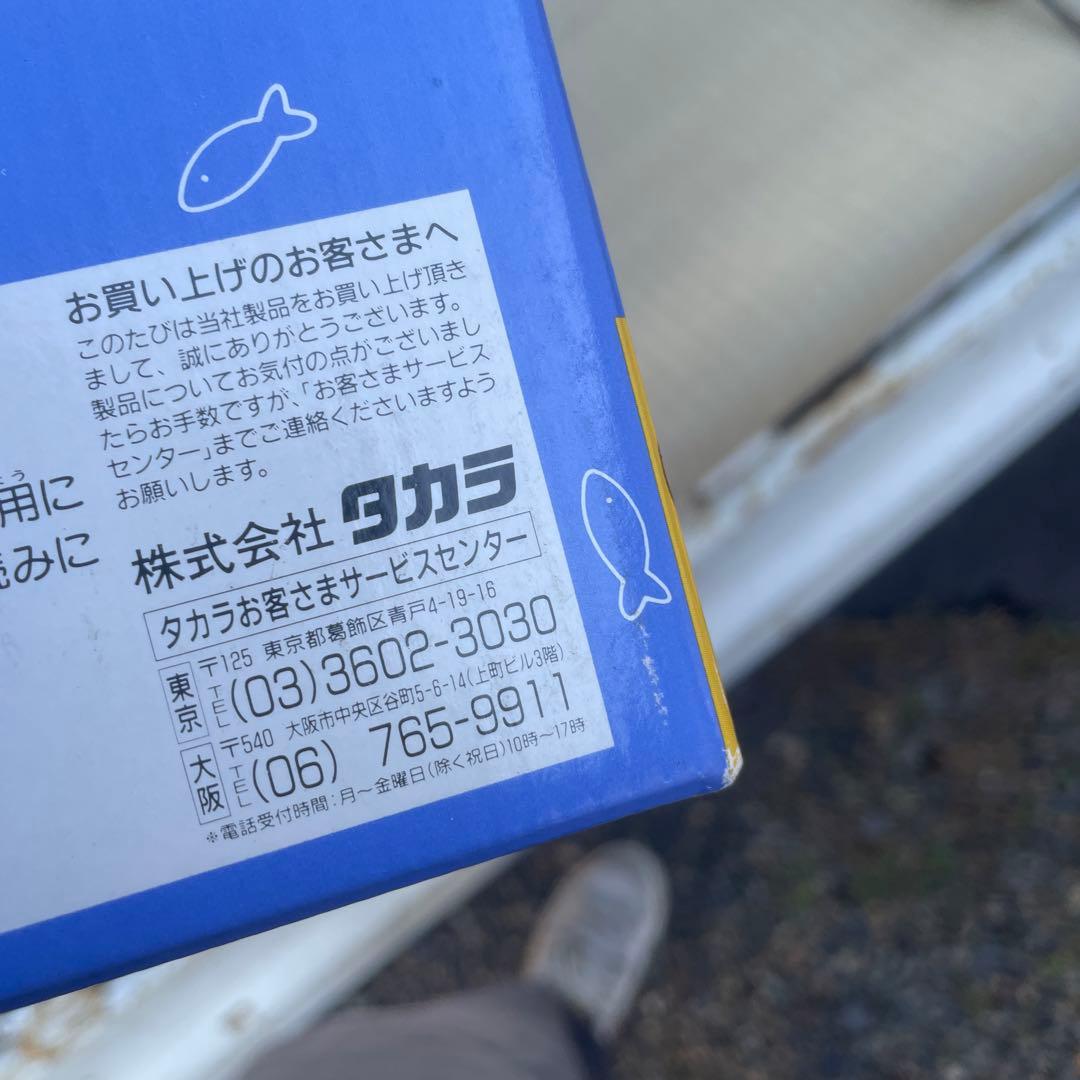 お買い上げのお客さまへ
このたびは当社製品をお買い上げ頂き
まして、誠にありがとうございます。
製品についてお気付の点がございまし
たらお手数ですが、「お客さまサービス
センター」までご連絡くださいますよう
お願いします。
株式会社 タカラ
タカラお客さまサービスセンター
東京 〒125 東京都葛飾区青戸4-19-16
TEL (03)3602-3030
大阪 〒540 大阪市中央区谷町5-6-14(上町ビル3階)
TEL (06) 765-9911
※電話受付時間:月〜金曜日(除く祝日)10時〜17時
う
用に
読みに